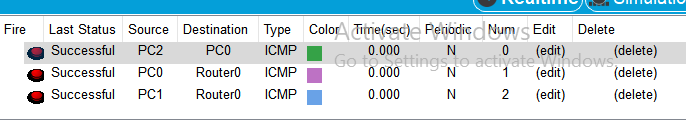 Realtime Simulation
Fire Last Status Source Destination Type Color Time(sec) Periodic Num Edit Delete
Successful PC2 PC0 ICMP 0.000 N 0 (edit) (delete)
Successful PC0 Router0 ICMP 0.000 N 1 (edit) (delete)
Successful PC1 Router0 ICMP 0.000 N 2 (edit) (delete)
Activate Windows
Go to Settings to activate Windows.